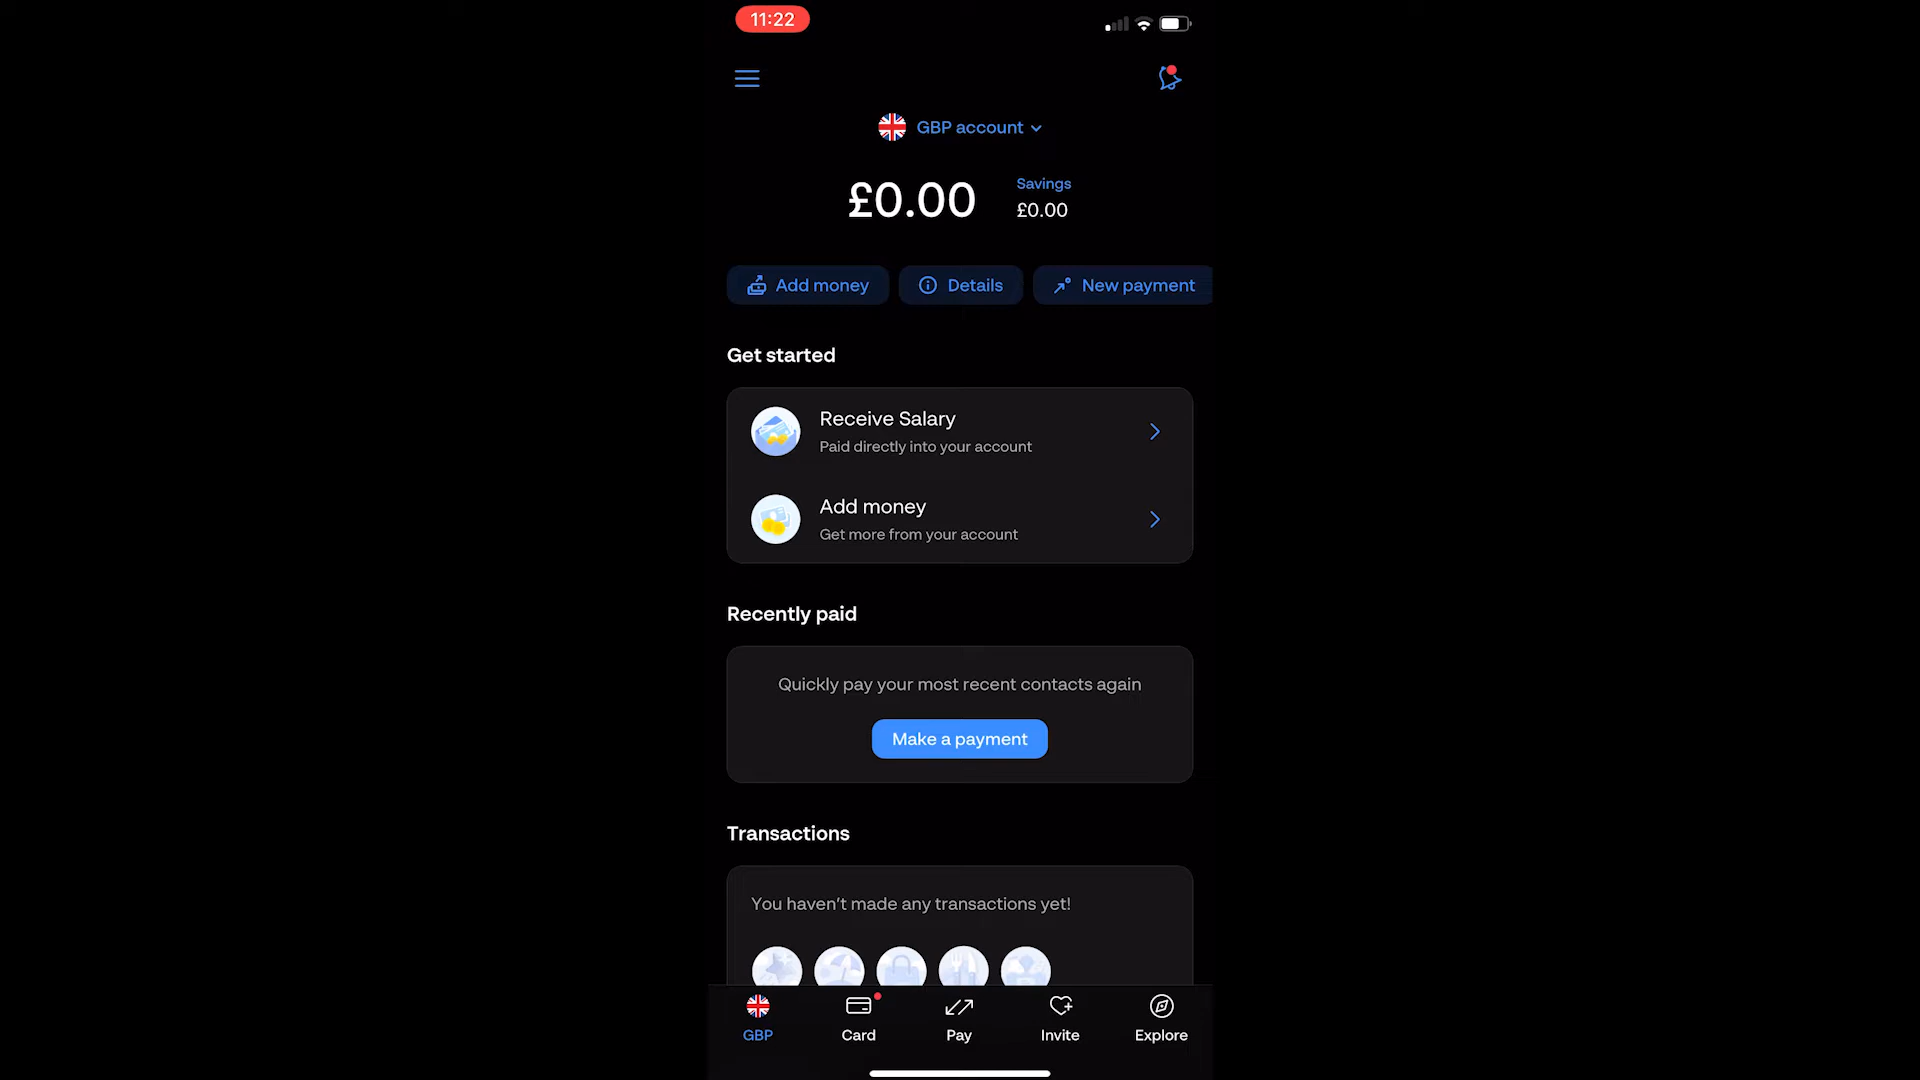 11:22
GBP account
£0.00
Savings
£0.00
Add money
Details
New payment
Get started
Receive Salary
Paid directly into your account
Add money
Get more from your account
Recently paid
Quickly pay your most recent contacts again
Make a payment
Transactions
You haven't made any transactions yet!
GBP
Card
Pay
Invite
Explore